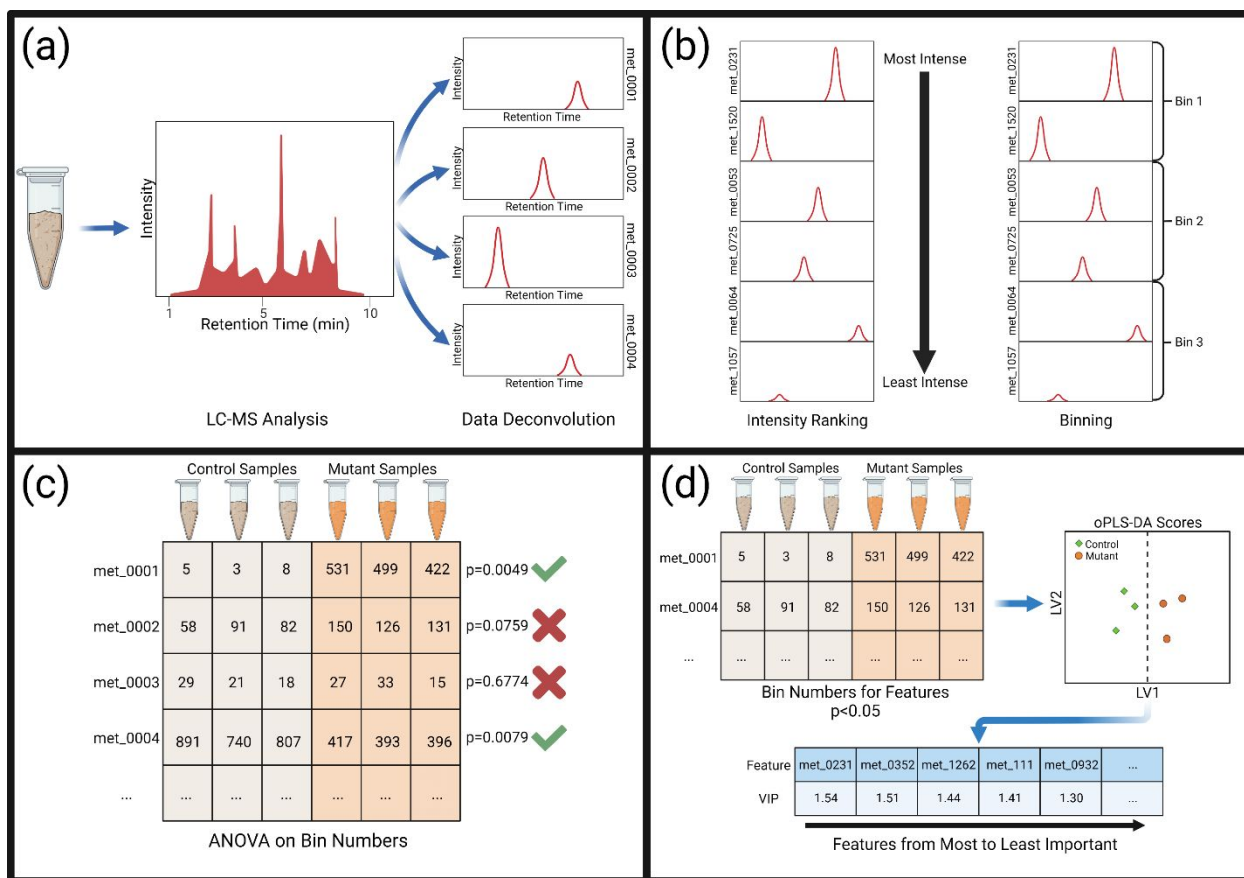 (a)
Intensity
1
5
10
Retention Time (min)
LC-MS Analysis
Intensity
Retention Time
met_0001
Intensity
Retention Time
met_0002
Intensity
Retention Time
met_0003
Intensity
Retention Time
met_0004
Data Deconvolution
(b)
met_0231
met_1520
met_0053
met_0725
met_0064
met_1057
Intensity Ranking
Most Intense
Least Intense
met_0231
met_1520
met_0053
met_0725
met_0064
met_1057
Bin 1
Bin 2
Bin 3
Binning
(c)
Control Samples Mutant Samples
met_0001 5 3 8 531 499 422 p=0.0049
met_0002 58 91 82 150 126 131 p=0.0759
met_0003 29 21 18 27 33 15 p=0.6774
met_0004 891 740 807 417 393 396 p=0.0079
... ... ... ... ... ... ...
ANOVA on Bin Numbers
(d)
Control Samples Mutant Samples
met_0001 5 3 8 531 499 422
met_0004 58 91 82 150 126 131
... ... ... ... ... ... ...
Bin Numbers for Features
p<0.05
oPLS-DA Scores
Control
Mutant
LV2
LV1
Feature met_0231 met_0352 met_1262 met_111 met_0932 ...
VIP 1.54 1.51 1.44 1.41 1.30 ...
Features from Most to Least Important